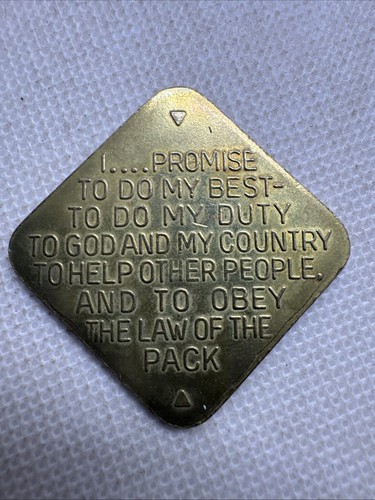 I....PROMISE
TO DO MY BEST-
TO DO MY DUTY
TO GOD AND MY COUNTRY
TO HELP OTHER PEOPLE,
AND TO OBEY
THE LAW OF THE
PACK